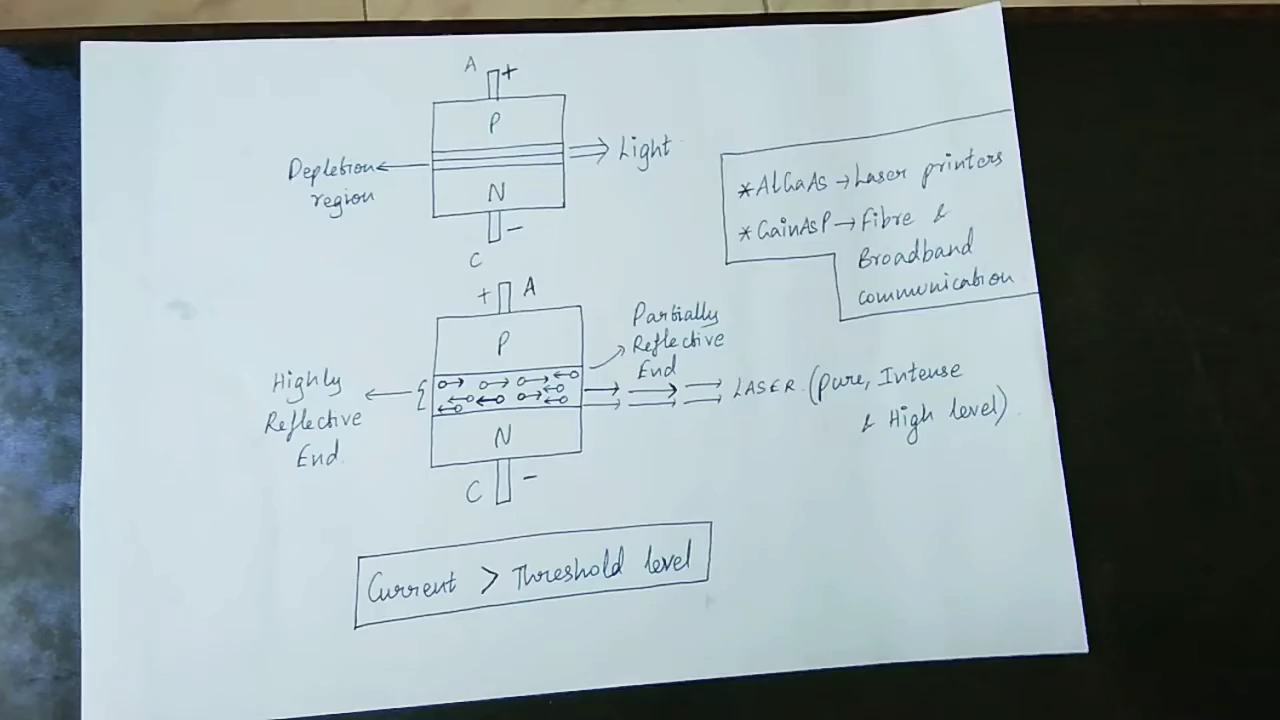 A
+
P
Depletion
region
Light
N
-
C
*AlGaAs → Laser printers
*GainAsP → Fibre &
Broadband
communication
+ A
P
Partially
Reflective
End
Highly
Reflective
End
LASER (Pure, Intense
& High level)
N
C -
Current > Threshold level